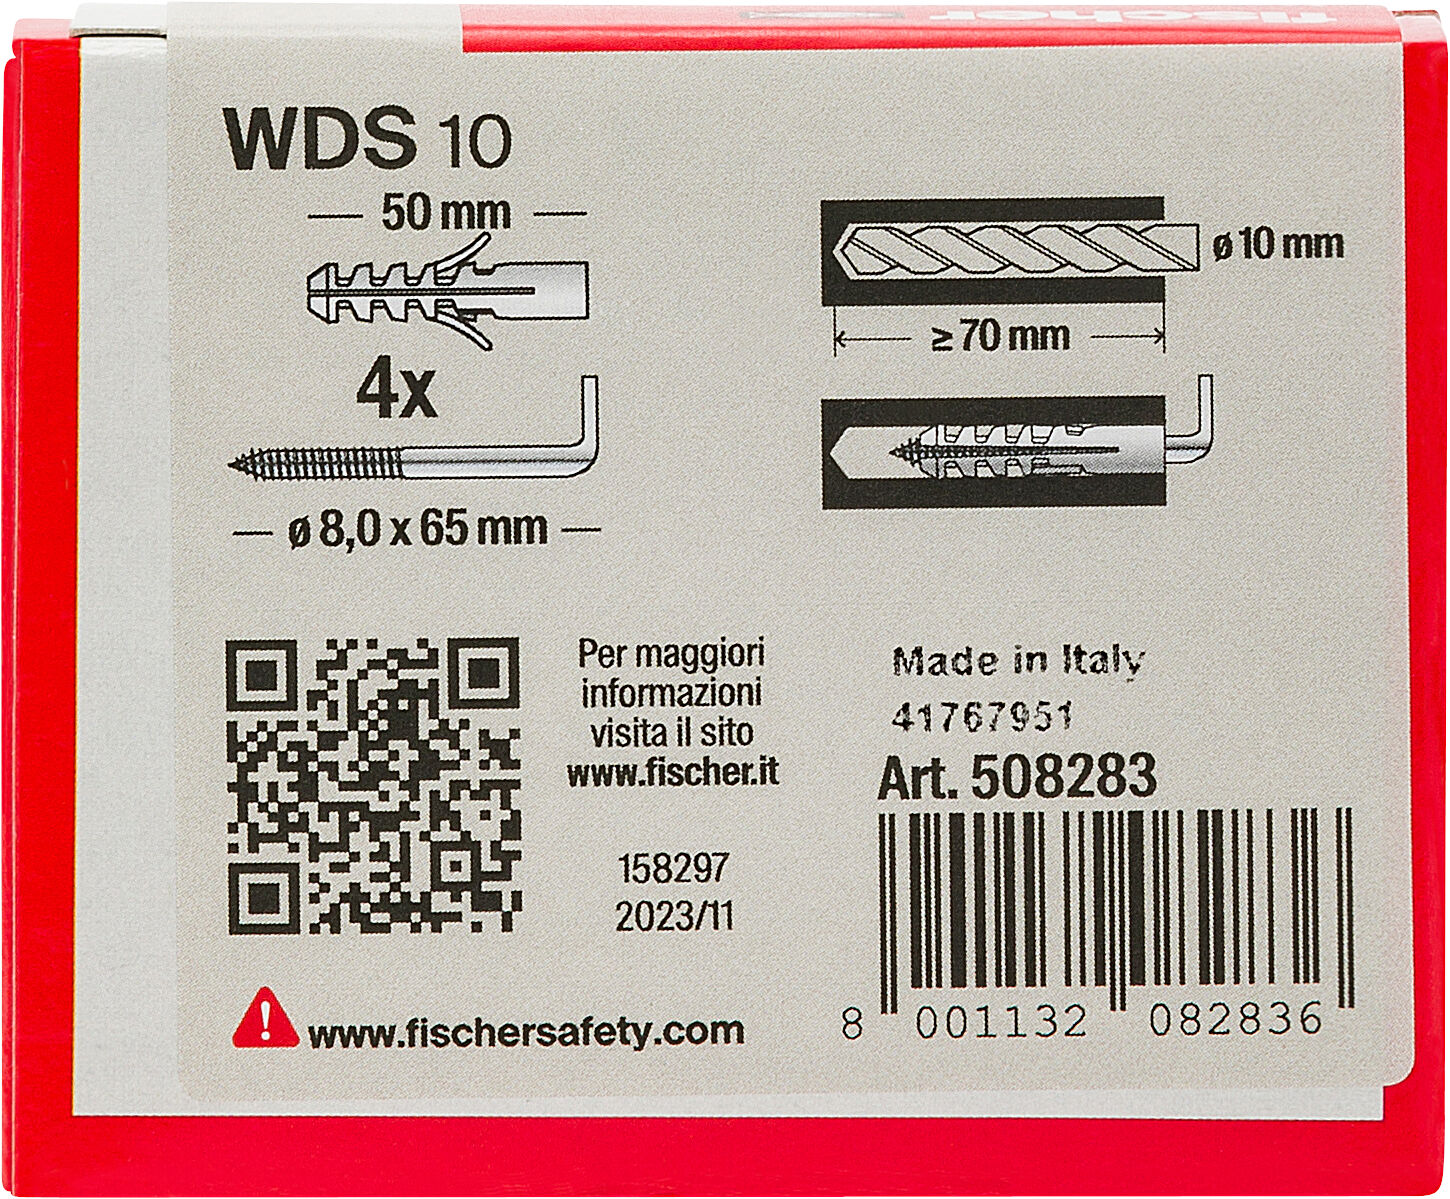 fischer
WDS 10
50 mm
4x
ø 8,0 x 65 mm
ø 10 mm
≥ 70 mm
Per maggiori
informazioni
visita il sito
www.fischer.it
158297
2023/11
www.fischersafety.com
Made in Italy
41767951
Art. 508283
8 001132 082836